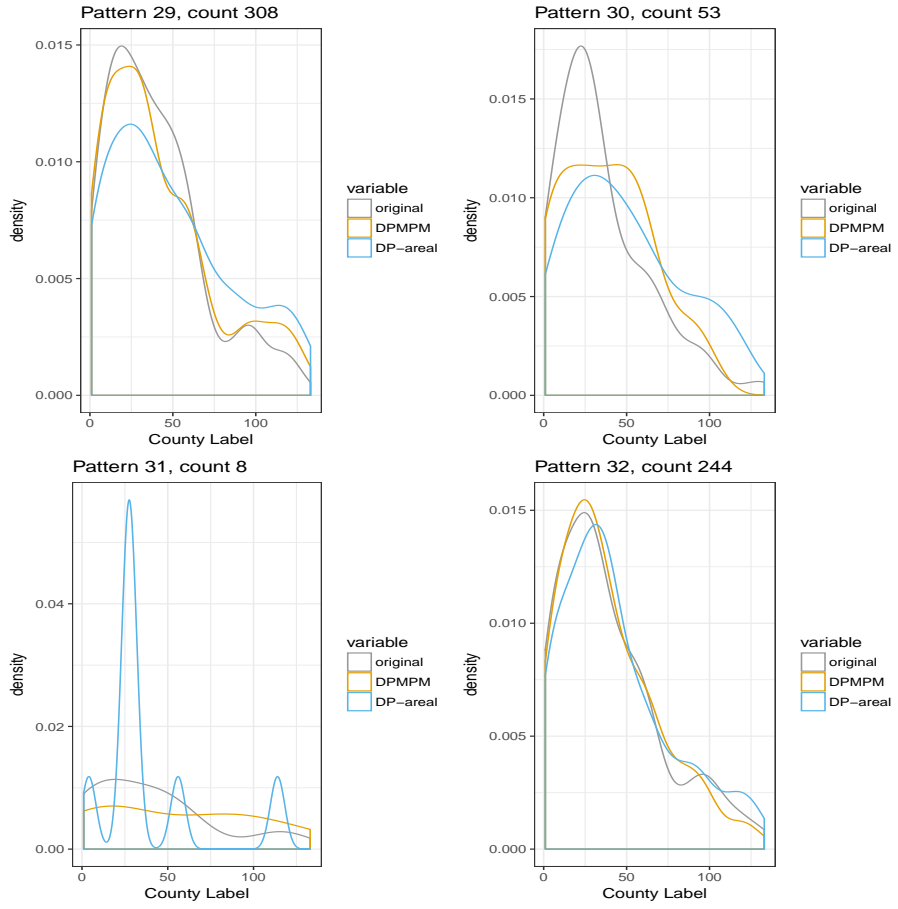 Pattern 29, count 308
0.015
0.010
0.005
0.000
density
0
50
100
County Label
variable
original
DPMPM
DP−areal
Pattern 30, count 53
0.015
0.010
0.005
0.000
density
0
50
100
County Label
variable
original
DPMPM
DP−areal
Pattern 31, count 8
0.04
0.02
0.00
density
0
50
100
County Label
variable
original
DPMPM
DP−areal
Pattern 32, count 244
0.015
0.010
0.005
0.000
density
0
50
100
County Label
variable
original
DPMPM
DP−areal